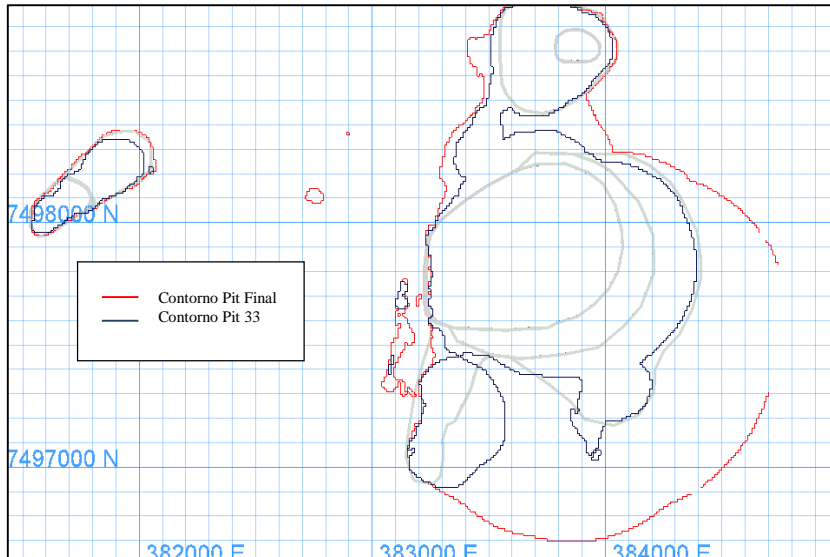 7498000 N
Contorno Pit Final
Contorno Pit 33
7497000 N
382000 E
383000 E
384000 E